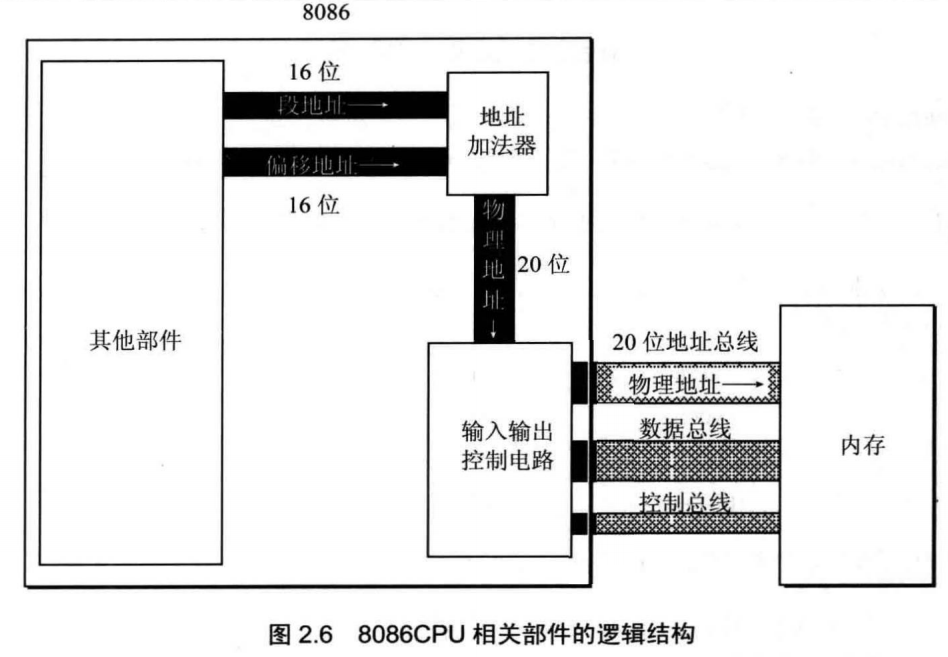 8086
16 位
段地址
地址
加法器
偏移地址
16 位
物
理
地
址
20 位
其他部件
20 位地址总线
物理地址
输入输出
控制电路
数据总线
内存
控制总线
图 2.6 8086CPU 相关部件的逻辑结构